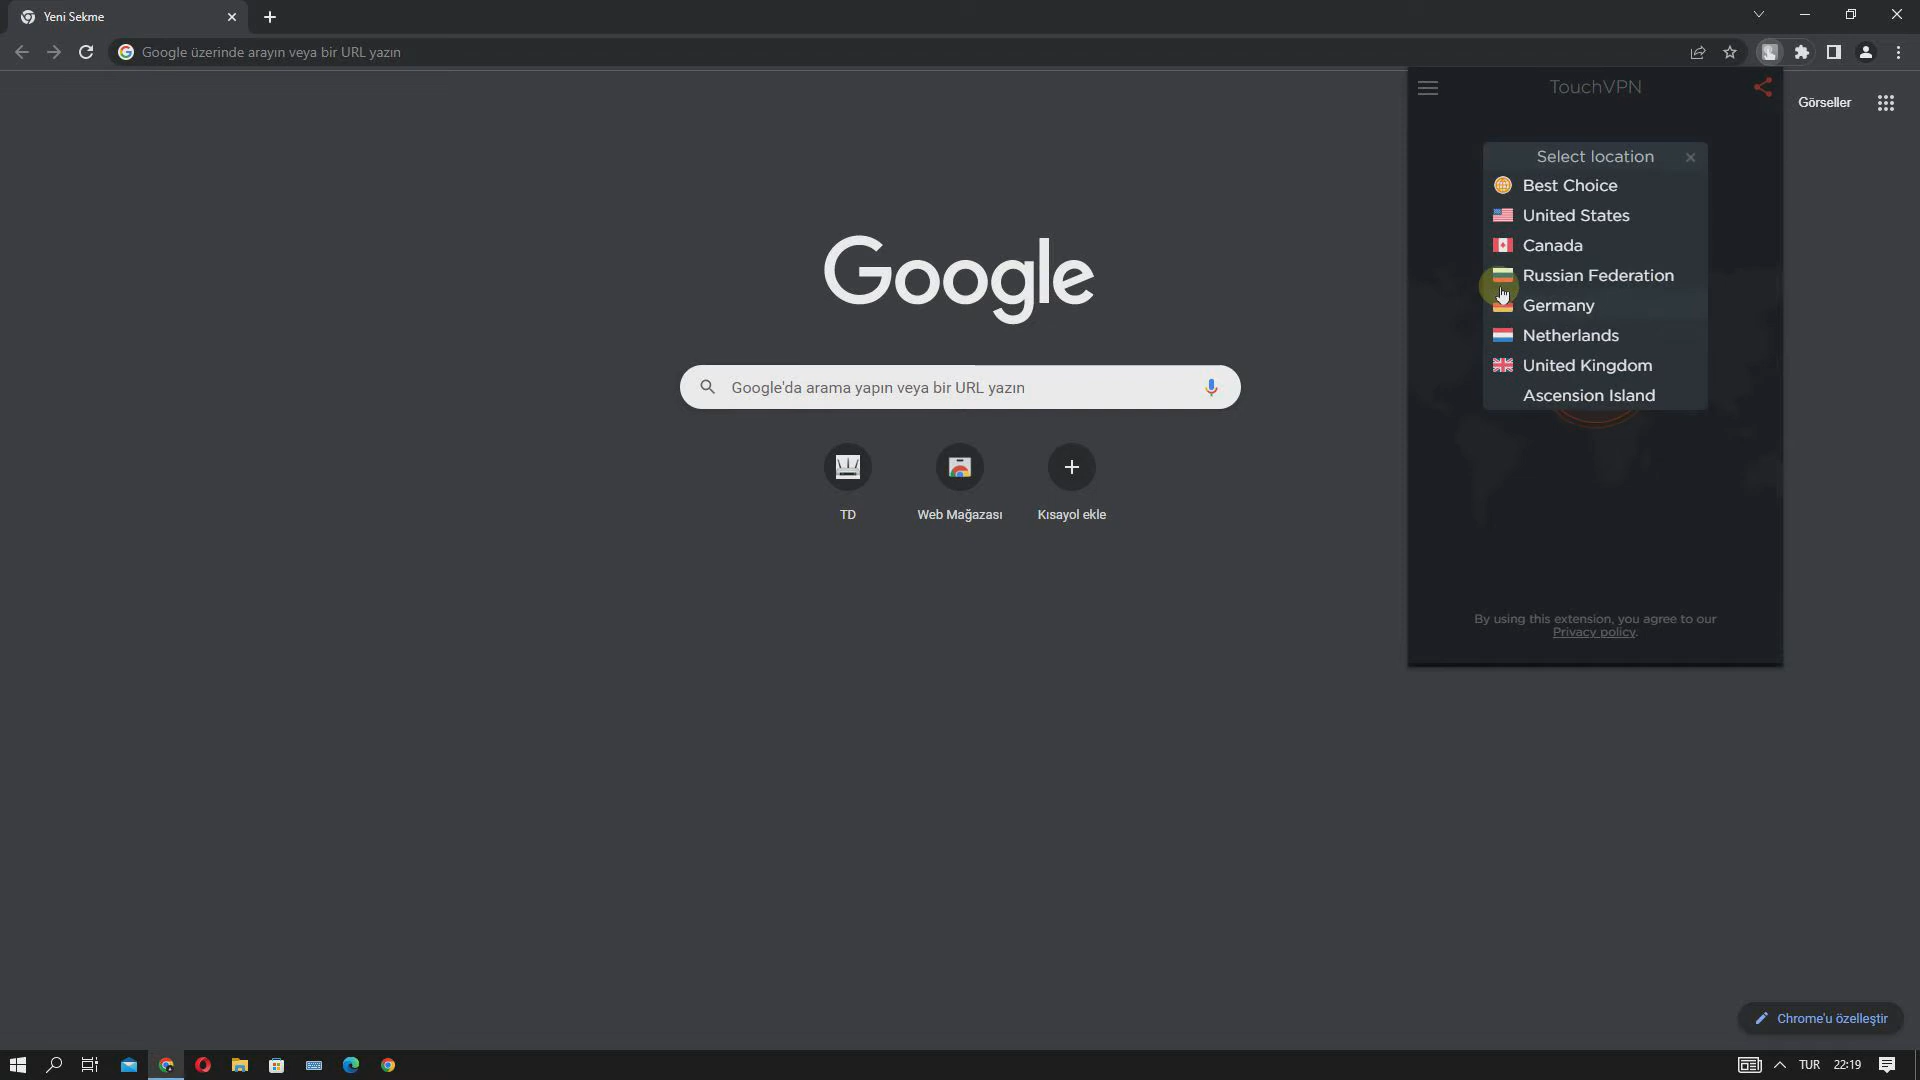 Yeni Sekme
Google üzerinde arayın veya bir URL yazın
TouchVPN
Görseller
Select location
Best Choice
United States
Canada
Russian Federation
Germany
Netherlands
United Kingdom
Ascension Island
Google
Google'da arama yapın veya bir URL yazın
TD
Web Mağazası
Kısayol ekle
By using this extension, you agree to our
Privacy policy.
Chrome'u özelleştir
TUR
22:19